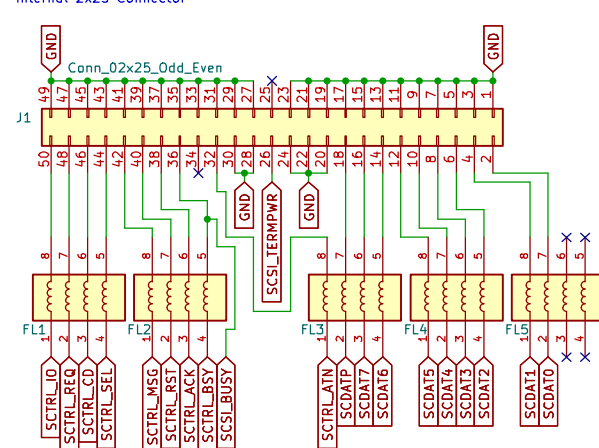 GND
GND
Conn_02x25_Odd_Even
49 47 45 43 41 39 37 35 33 31 29 27 25 23 21 19 17 15 13 11 9 7 5 3 1
J1
50 48 46 44 42 40 38 36 34 32 30 28 26 24 22 20 18 16 14 12 10 8 6 4 2
GND
SCSI_TERMPWR
GND
8 7 6 5
8 7 6 5
8 7 6 5
8 7 6 5
8 7 6 5
FL1
FL2
FL3
FL4
FL5
1 2 3 4
1 2 3 4
1 2 3 4
1 2 3 4
1 2 3 4
SCTRL_IO
SCTRL_REQ
SCTRL_CD
SCTRL_SEL
SCTRL_MSG
SCTRL_RST
SCTRL_ACK
SCTRL_BSY
SCSI_BUSY
SCTRL_ATN
SCDATP
SCDAT7
SCDAT6
SCDAT5
SCDAT4
SCDAT3
SCDAT2
SCDAT1
SCDAT0